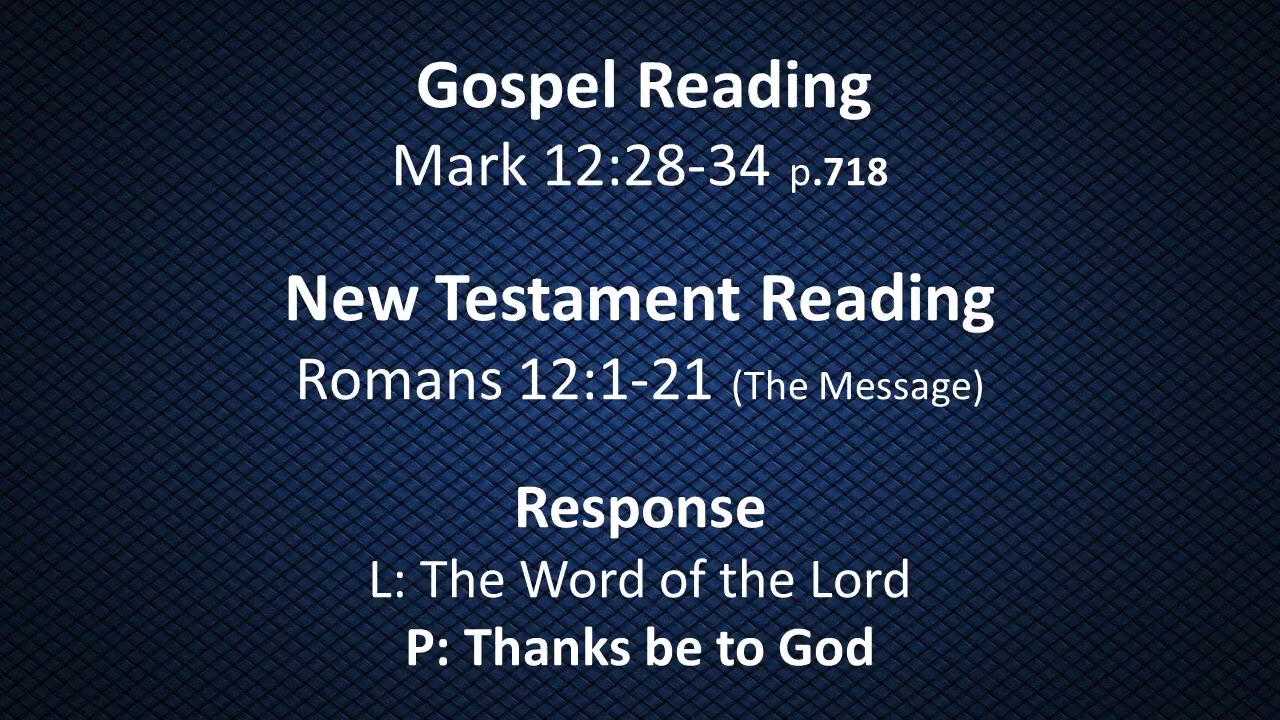 Gospel Reading
Mark 12:28-34 p.718
New Testament Reading
Romans 12:1-21 (The Message)
Response
L: The Word of the Lord
P: Thanks be to God